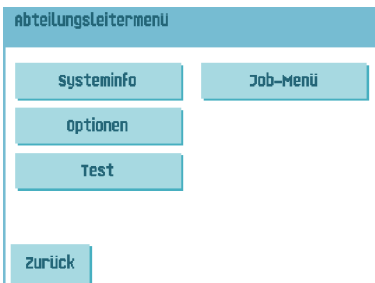 Abteilungsleitermenü
Systeminfo
Job-Menü
Optionen
Test
Zurück